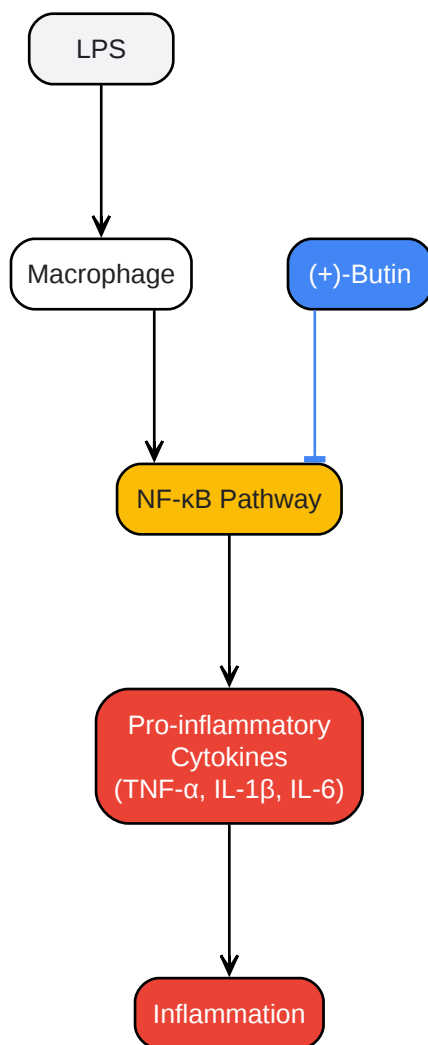 LPS
Macrophage
(+)-Butin
NF-κB Pathway
Pro-inflammatory
Cytokines
(TNF-α, IL-1β, IL-6)
Inflammation